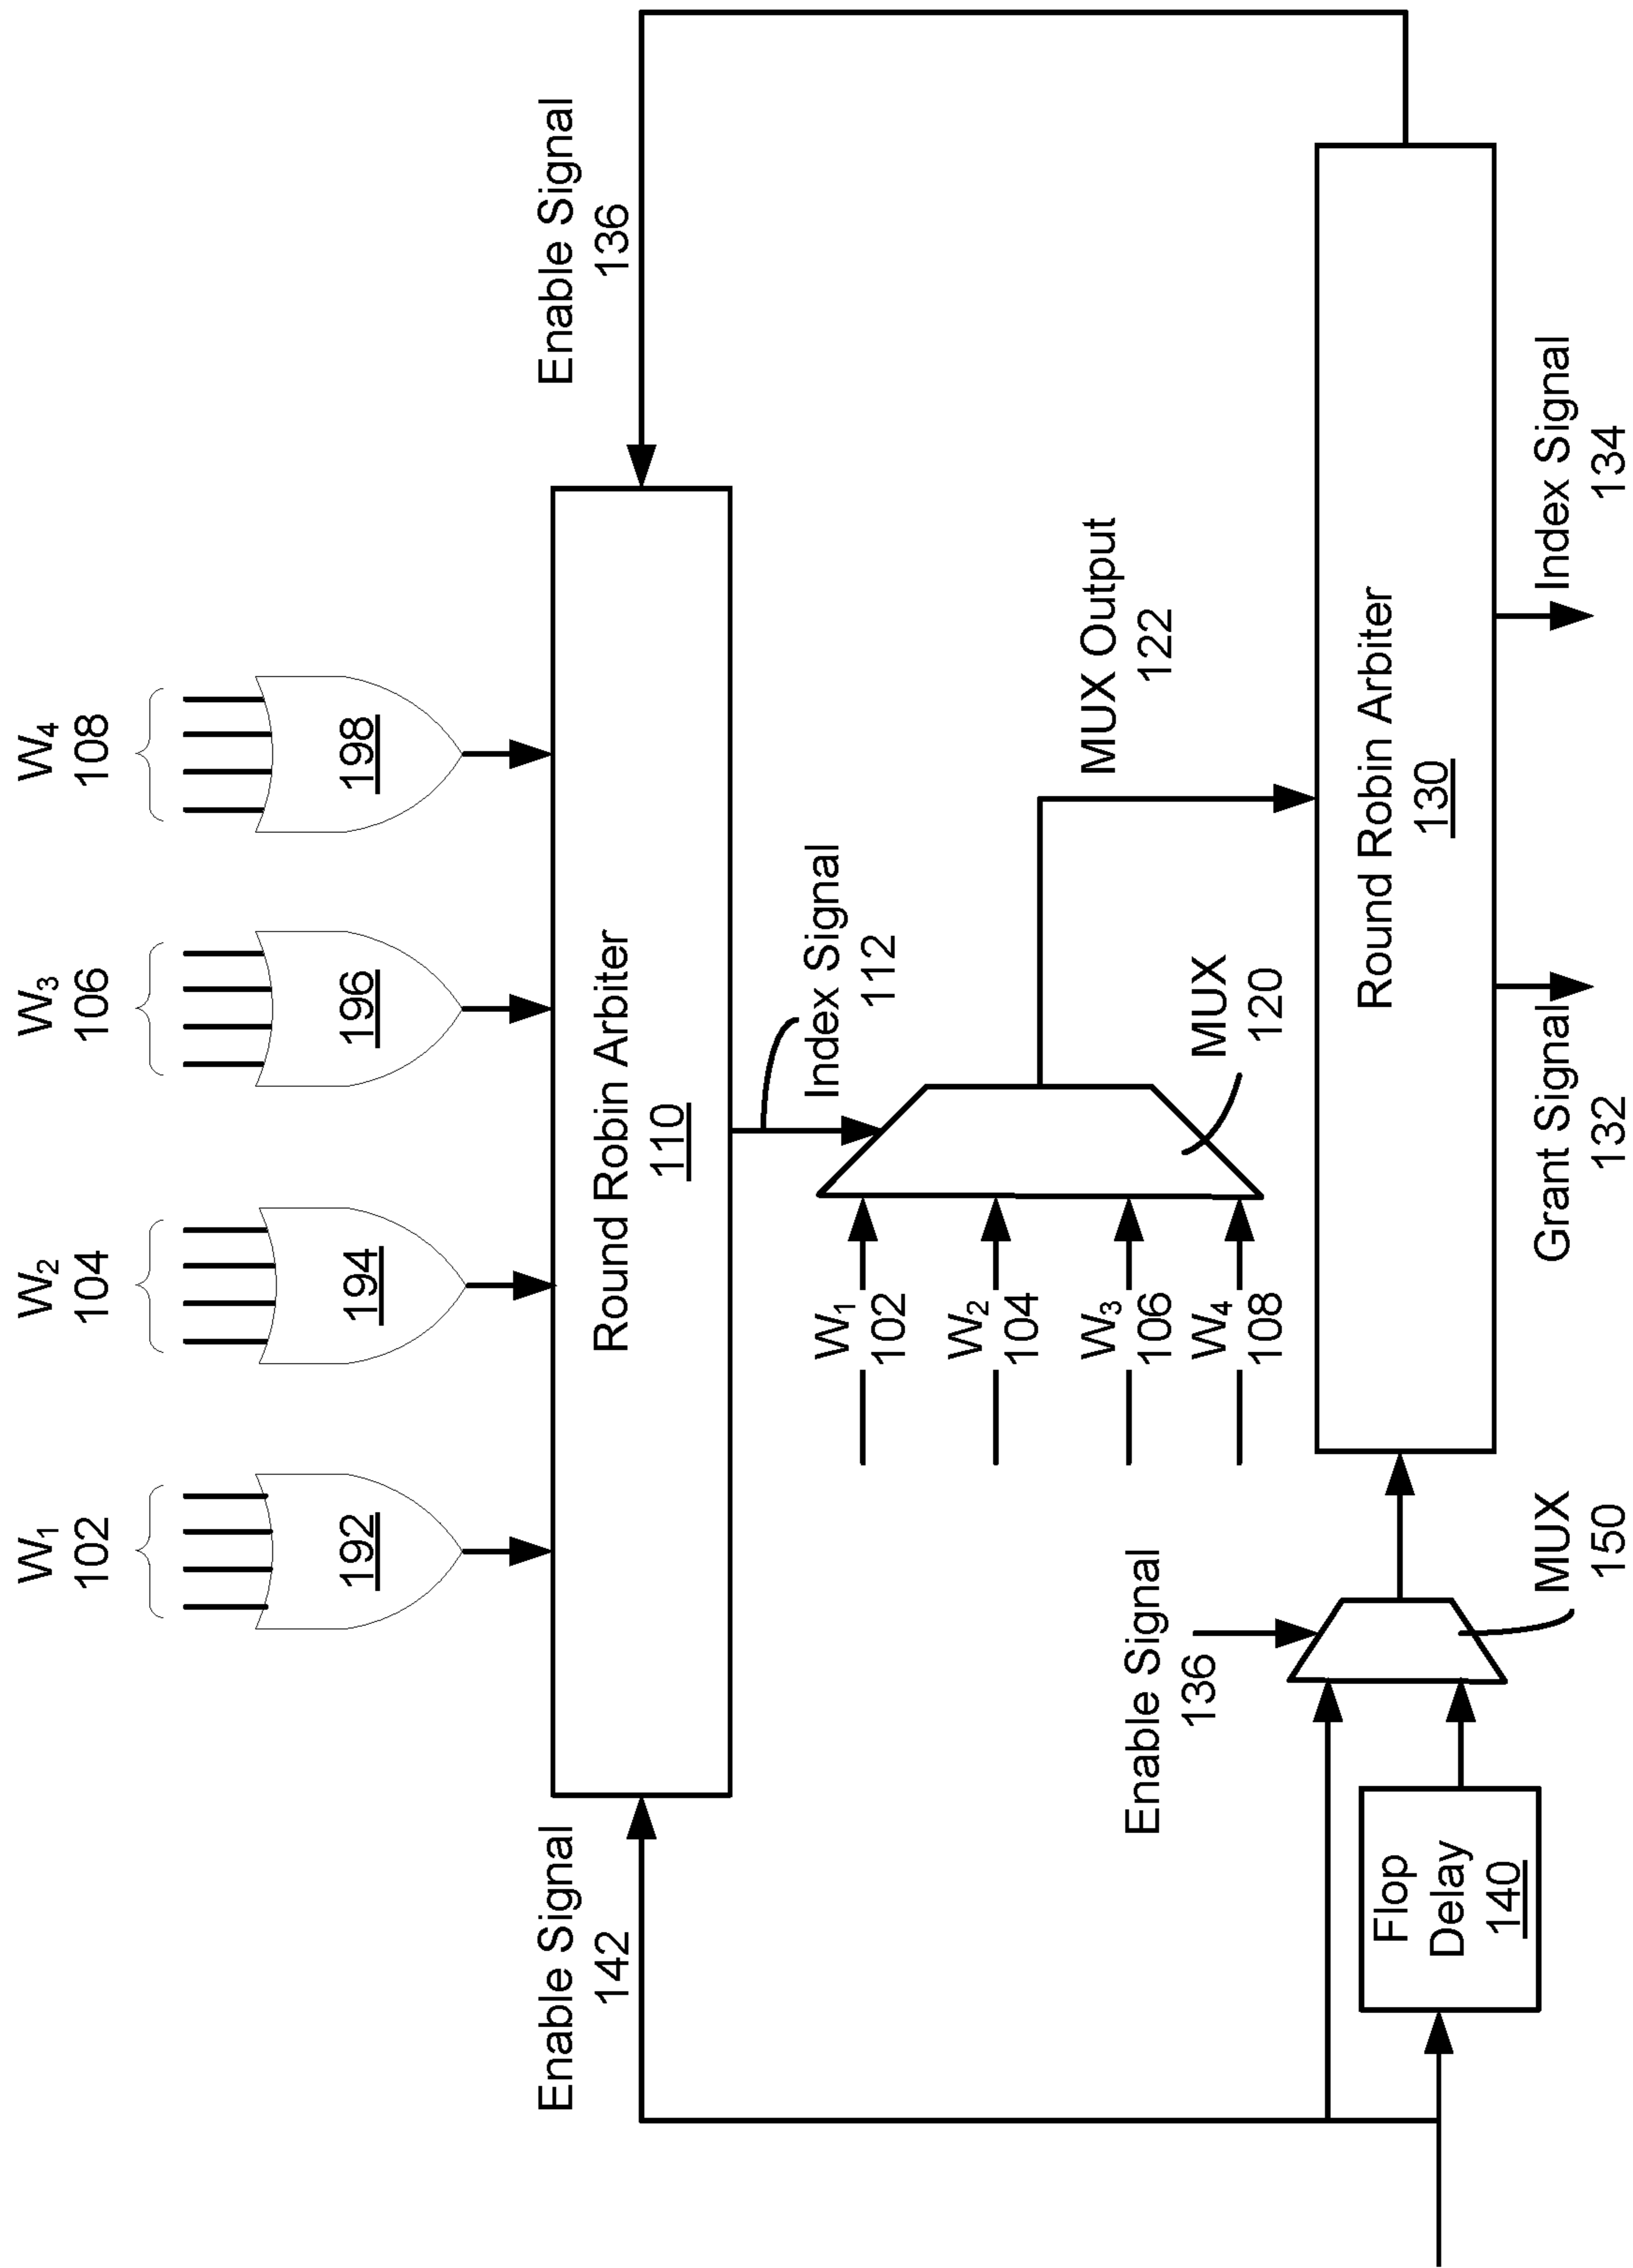 W₁
102
W₂
104
W₃
106
W₄
108
192
194
196
198
Enable Signal
142
Enable Signal
136
Round Robin Arbiter
110
Index Signal
112
W₁
102
W₂
104
W₃
106
W₄
108
MUX
120
MUX Output
122
Enable Signal
136
Round Robin Arbiter
130
Flop
Delay
140
MUX
150
Grant Signal
132
Index Signal
134